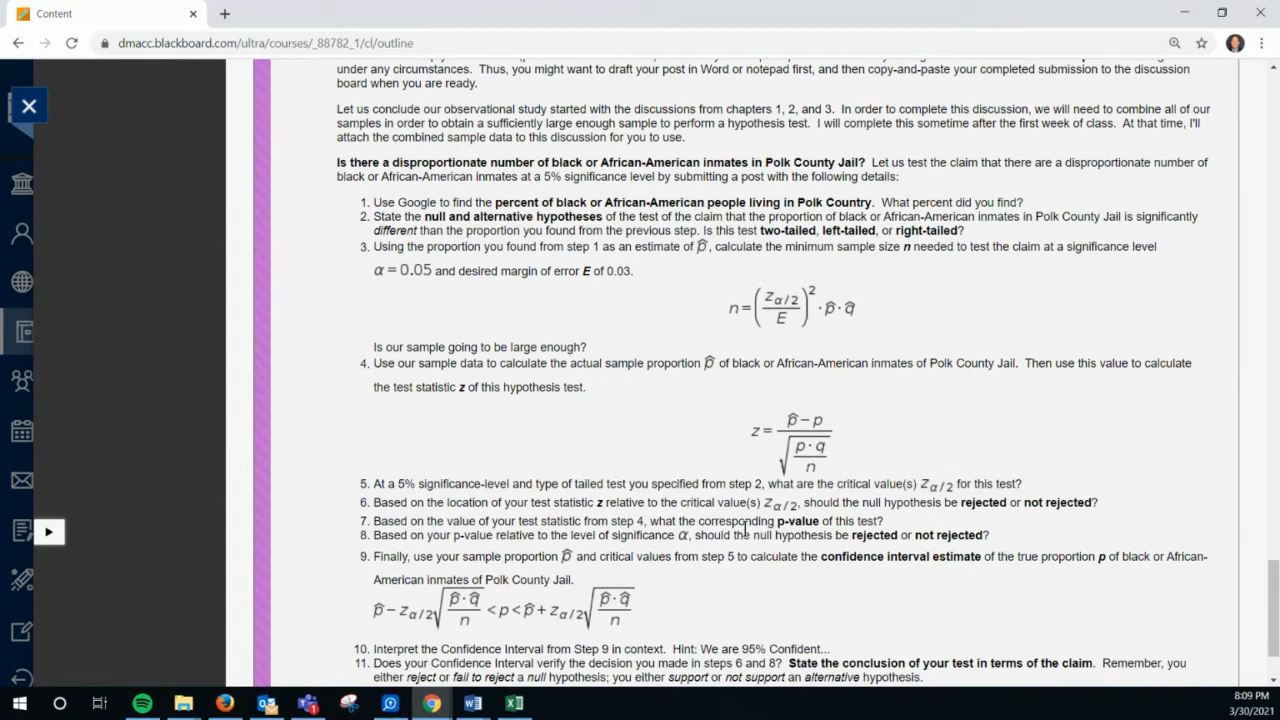 Content
dmacc.blackboard.com/ultra/courses/_88782_1/cl/outline
under any circumstances. Thus, you might want to draft your post in Word or notepad first, and then copy-and-paste your completed submission to the discussion
board when you are ready.
Let us conclude our observational study started with the discussions from chapters 1, 2, and 3. In order to complete this discussion, we will need to combine all of our
samples in order to obtain a sufficiently large enough sample to perform a hypothesis test. I will complete this sometime after the first week of class. At that time, I'll
attach the combined sample data to this discussion for you to use.
Is there a disproportionate number of black or African-American inmates in Polk County Jail? Let us test the claim that there are a disproportionate number of
black or African-American inmates at a 5% significance level by submitting a post with the following details:
1. Use Google to find the percent of black or African-American people living in Polk Country. What percent did you find?
2. State the null and alternative hypotheses of the test of the claim that the proportion of black or African-American inmates in Polk County Jail is significantly
different than the proportion you found from the previous step. Is this test two-tailed, left-tailed, or right-tailed?
3. Using the proportion you found from step 1 as an estimate of p̂, calculate the minimum sample size n needed to test the claim at a significance level
α = 0.05 and desired margin of error E of 0.03.
n = (z α/2 / E)² · p̂ · q̂
Is our sample going to be large enough?
4. Use our sample data to calculate the actual sample proportion p̂ of black or African-American inmates of Polk County Jail. Then use this value to calculate
the test statistic z of this hypothesis test.
z = (p̂ − p) / √(p · q / n)
5. At a 5% significance-level and type of tailed test you specified from step 2, what are the critical value(s) z α/2 for this test?
6. Based on the location of your test statistic z relative to the critical value(s) z α/2, should the null hypothesis be rejected or not rejected?
7. Based on the value of your test statistic from step 4, what the corresponding p-value of this test?
8. Based on your p-value relative to the level of significance α, should the null hypothesis be rejected or not rejected?
9. Finally, use your sample proportion p̂ and critical values from step 5 to calculate the confidence interval estimate of the true proportion p of black or African-
American inmates of Polk County Jail.
p̂ − z α/2 √(p̂ · q̂ / n) < p < p̂ + z α/2 √(p̂ · q̂ / n)
10. Interpret the Confidence Interval from Step 9 in context. Hint: We are 95% Confident...
11. Does your Confidence Interval verify the decision you made in steps 6 and 8? State the conclusion of your test in terms of the claim. Remember, you
either reject or fail to reject a null hypothesis; you either support or not support an alternative hypothesis.
8:09 PM
3/30/2021